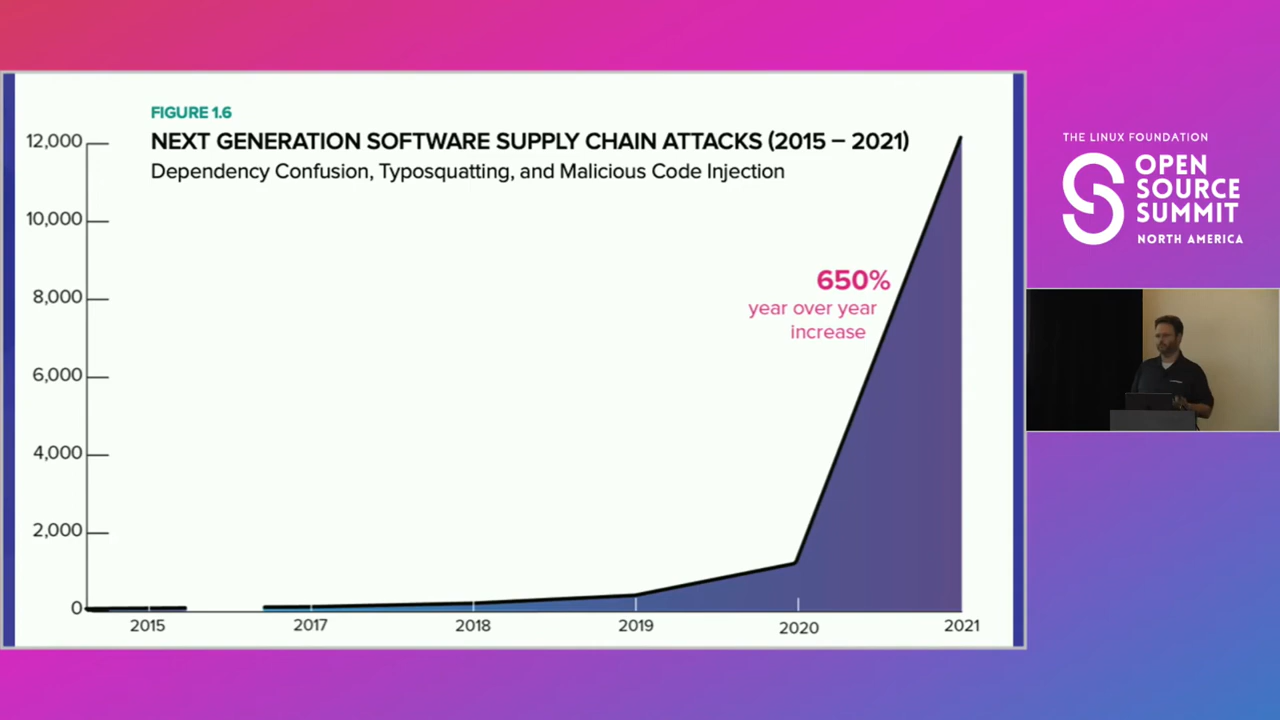 FIGURE 1.6
NEXT GENERATION SOFTWARE SUPPLY CHAIN ATTACKS (2015 – 2021)
Dependency Confusion, Typosquatting, and Malicious Code Injection
12,000
10,000
8,000
6,000
4,000
2,000
0
650%
year over year
increase
2015
2017
2018
2019
2020
2021
THE LINUX FOUNDATION
OPEN
SOURCE
SUMMIT
NORTH AMERICA